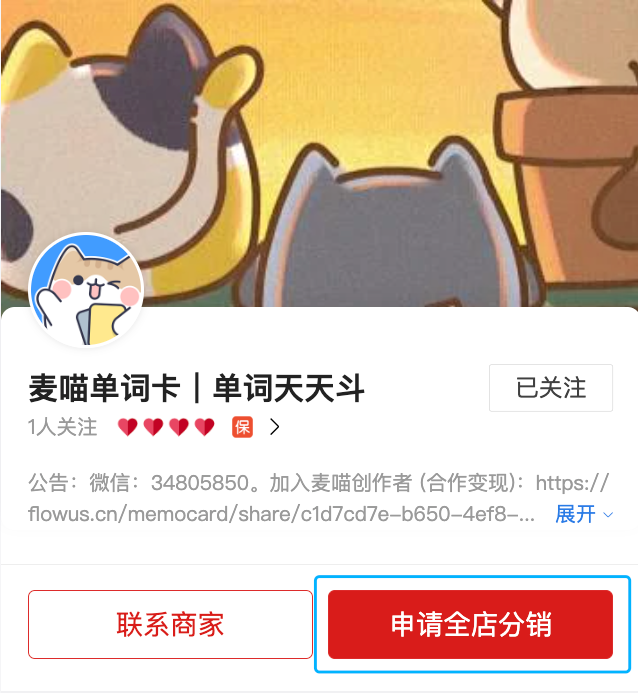 麦喵单词卡｜单词天天斗
已关注
1人关注
保
公告：微信：34805850。加入麦喵创作者 (合作变现)：https://
flowus.cn/memocard/share/c1d7cd7e-b650-4ef8-... 展开
联系商家
申请全店分销